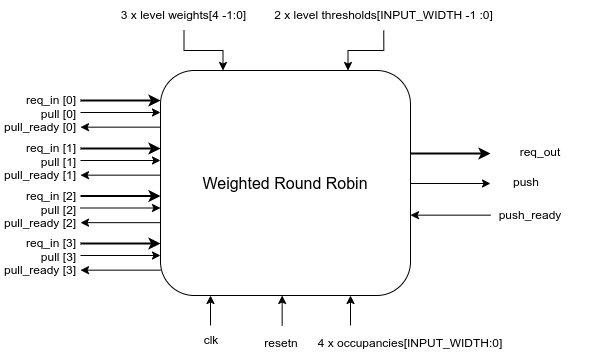 3 x level weights[4 -1:0]
2 x level thresholds[INPUT_WIDTH -1 :0]
req_in [0]
pull [0]
pull_ready [0]
req_in [1]
pull [1]
pull_ready [1]
req_in [2]
pull [2]
pull_ready [2]
req_in [3]
pull [3]
pull_ready [3]
Weighted Round Robin
req_out
push
push_ready
clk
resetn
4 x occupancies[INPUT_WIDTH:0]